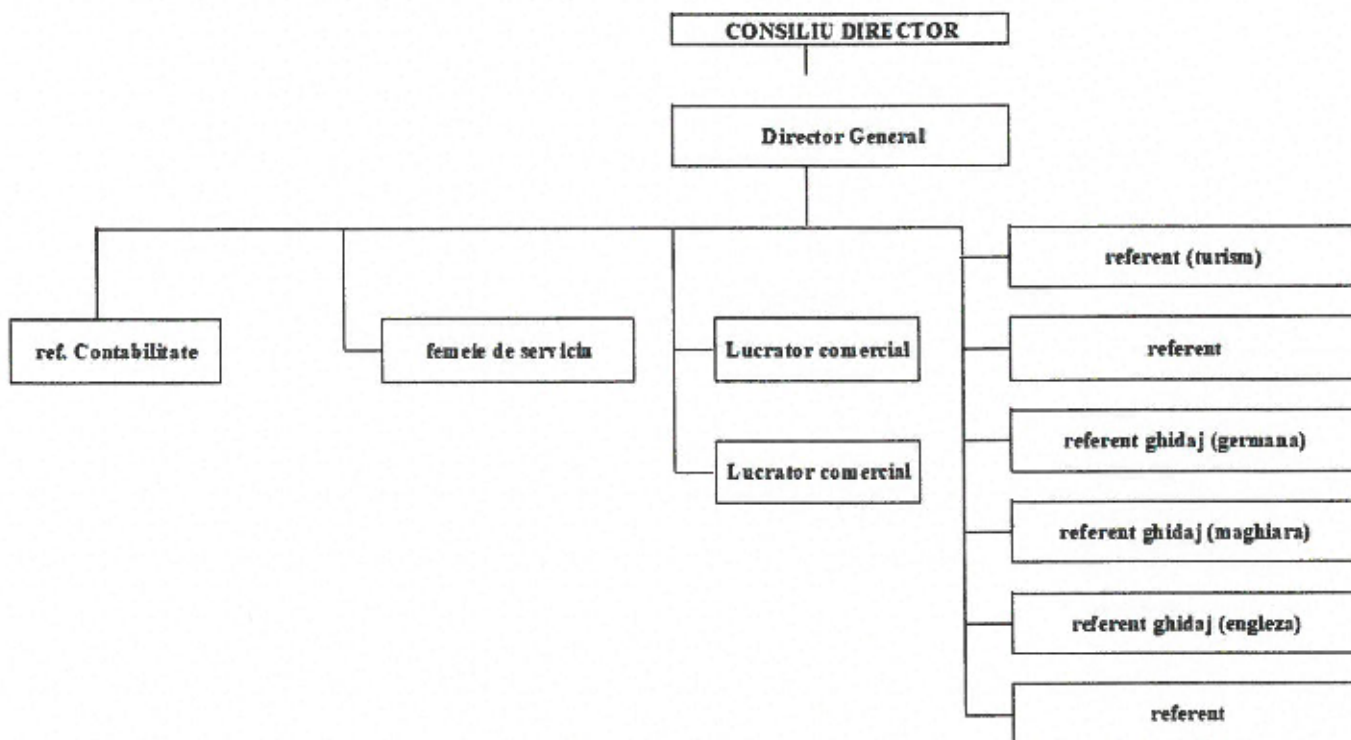 CONSILIU DIRECTOR
Director General
ref. Contabilitate
femeie de serviciu
Lucrator comercial
Lucrator comercial
referent (turism)
referent
referent ghidaj (germana)
referent ghidaj (maghiara)
referent ghidaj (engleza)
referent